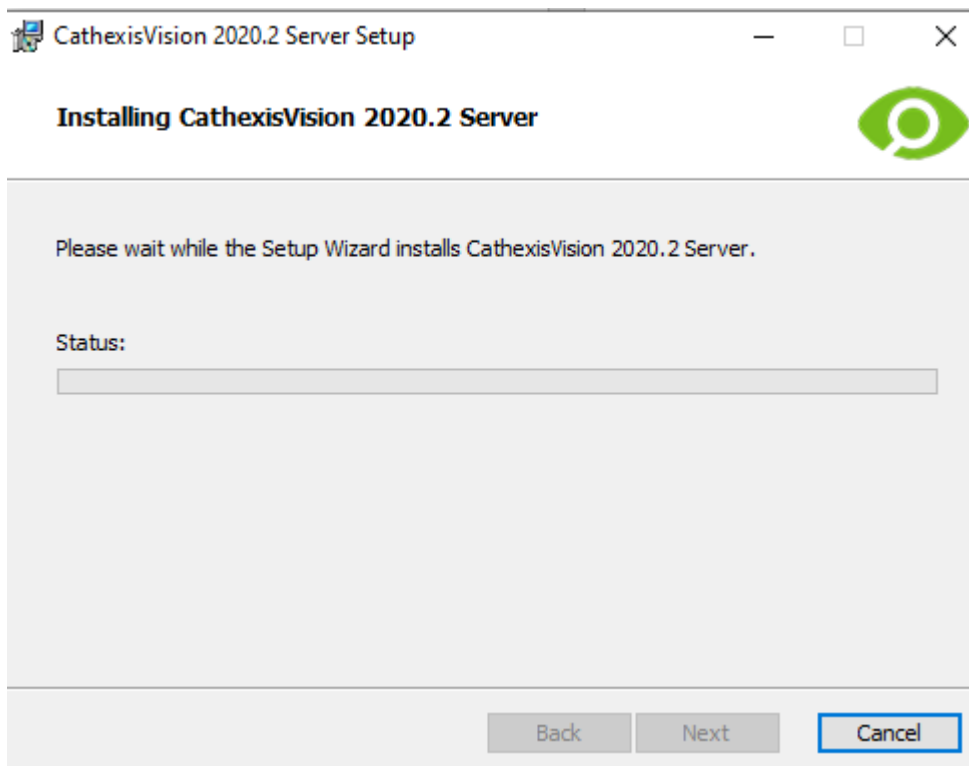 CathexisVision 2020.2 Server Setup
Installing CathexisVision 2020.2 Server
Please wait while the Setup Wizard installs CathexisVision 2020.2 Server.
Status:
Back
Next
Cancel